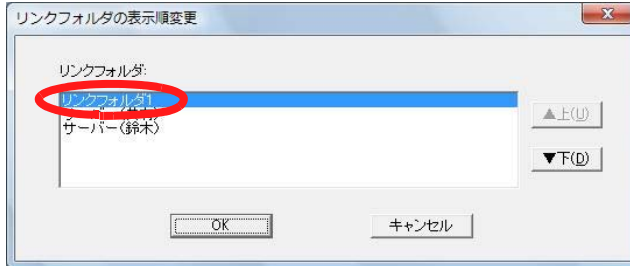 リンクフォルダの表示順変更
リンクフォルダ:
リンクフォルダ1
サーバー(鈴木)
▲上(U)
▼下(D)
OK
キャンセル